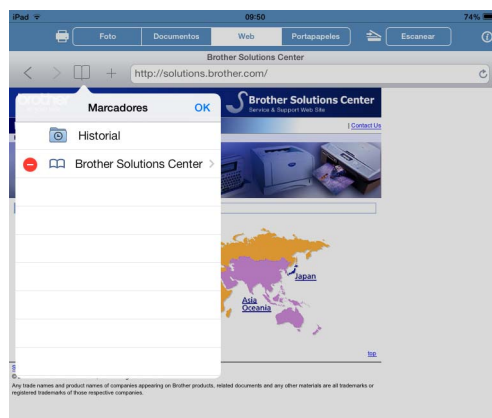 iPad 09:50 74%
Foto Documentos Web Portapapeles Escanear
Brother Solutions Center
http://solutions.brother.com/
Marcadores OK
Brother Solutions Center
Service & Support Web Site
Historial
| Contact Us
Brother Solutions Center
Japan
Asia
Oceania
top
Any trade names and product names of companies appearing on Brother products, related documents and any other materials are all trademarks or
registered trademarks of those respective companies.